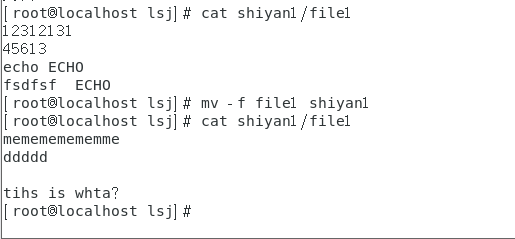 [root@localhost lsj]# cat shiyan1/file1
12312131
45613
echo ECHO
fsdfsf  ECHO
[root@localhost lsj]# mv -f file1 shiyan1
[root@localhost lsj]# cat shiyan1/file1
memememememme
ddddd

tihs is whta?
[root@localhost lsj]#